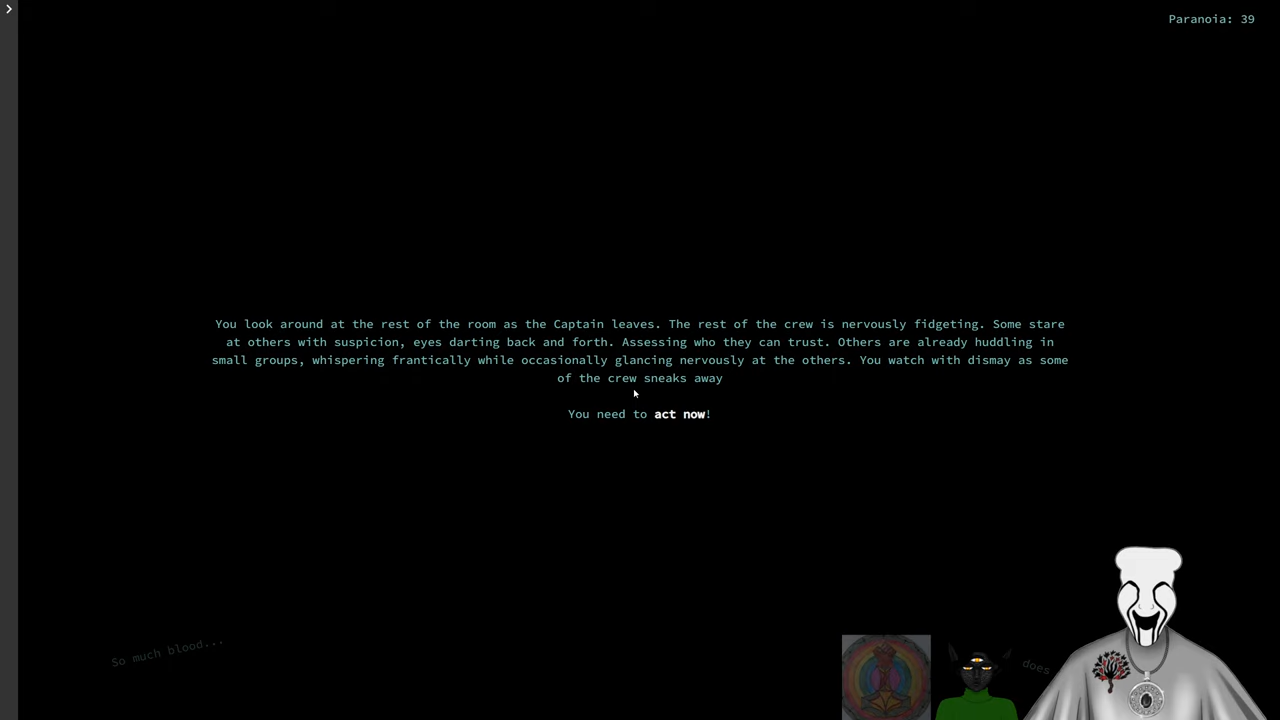 Paranoia: 39
You look around at the rest of the room as the Captain leaves. The rest of the crew is nervously fidgeting. Some stare
at others with suspicion, eyes darting back and forth. Assessing who they can trust. Others are already huddling in
small groups, whispering frantically while occasionally glancing nervously at the others. You watch with dismay as some
of the crew sneaks away
You need to act now!
So much blood...
does